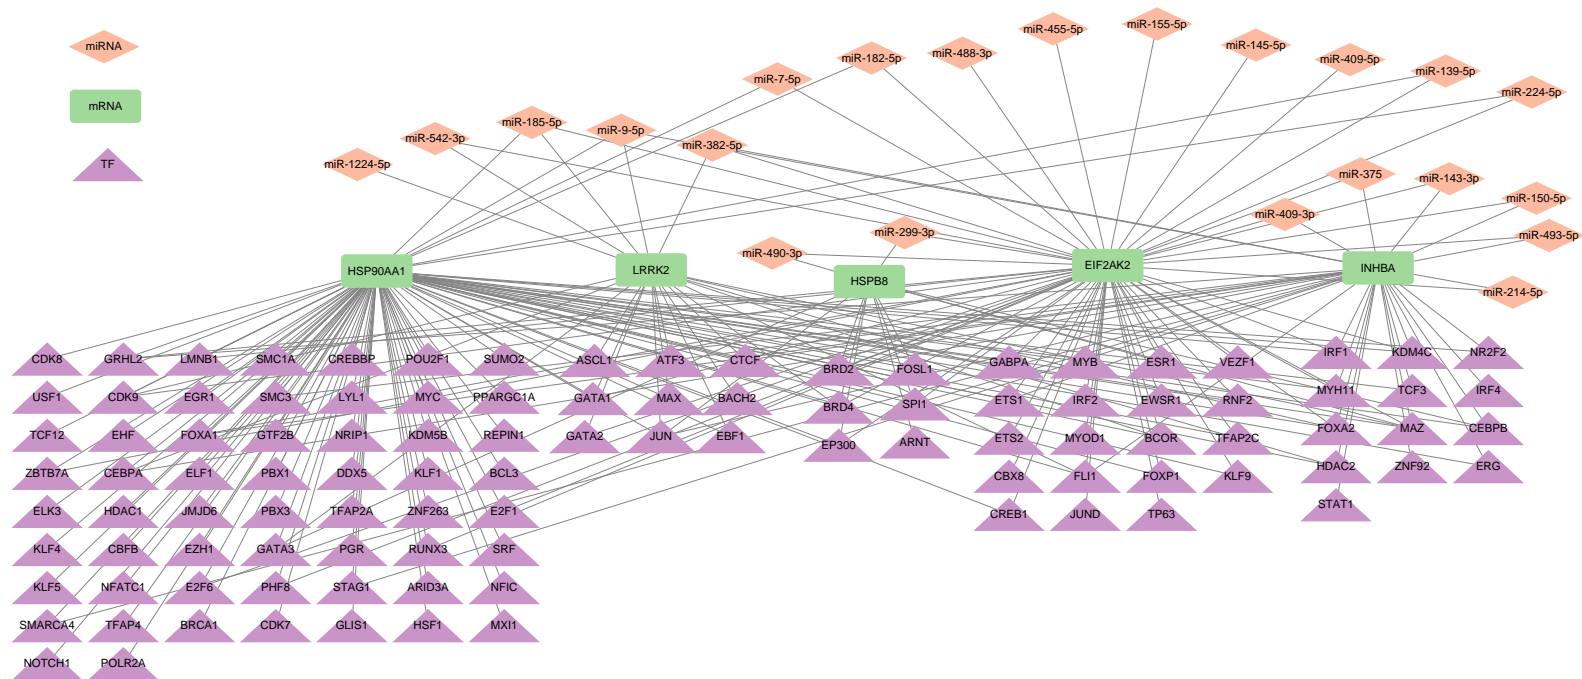 miRNA
mRNA
TF
miR-455-5p
miR-155-5p
miR-145-5p
miR-488-3p
miR-182-5p
miR-409-5p
miR-139-5p
miR-7-5p
miR-224-5p
miR-185-5p
miR-9-5p
miR-542-3p
miR-382-5p
miR-1224-5p
miR-375
miR-143-3p
miR-150-5p
miR-409-3p
miR-299-3p
miR-493-5p
miR-490-3p
miR-214-5p
HSP90AA1
LRRK2
HSPB8
EIF2AK2
INHBA
CDK8
GRHL2
LMNB1
SMC1A
CREBBP
POU2F1
SUMO2
ASCL1
ATF3
CTCF
BRD2
FOSL1
GABPA
MYB
ESR1
VEZF1
IRF1
KDM4C
NR2F2
USF1
CDK9
EGR1
SMC3
LYL1
MYC
PPARGC1A
GATA1
MAX
BACH2
BRD4
SPI1
ETS1
IRF2
EWSR1
RNF2
MYH11
TCF3
IRF4
TCF12
EHF
FOXA1
GTF2B
NRIP1
KDM5B
REPIN1
GATA2
JUN
EBF1
EP300
ARNT
ETS2
MYOD1
BCOR
TFAP2C
FOXA2
MAZ
CEBPB
ZBTB7A
CEBPA
ELF1
PBX1
DDX5
KLF1
BCL3
CBX8
FLI1
FOXP1
KLF9
HDAC2
ZNF92
ERG
ELK3
HDAC1
JMJD6
PBX3
TFAP2A
ZNF263
E2F1
CREB1
JUND
TP63
STAT1
KLF4
CBFB
EZH1
GATA3
PGR
RUNX3
SRF
KLF5
NFATC1
E2F6
PHF8
STAG1
ARID3A
NFIC
SMARCA4
TFAP4
BRCA1
CDK7
GLIS1
HSF1
MXI1
NOTCH1
POLR2A